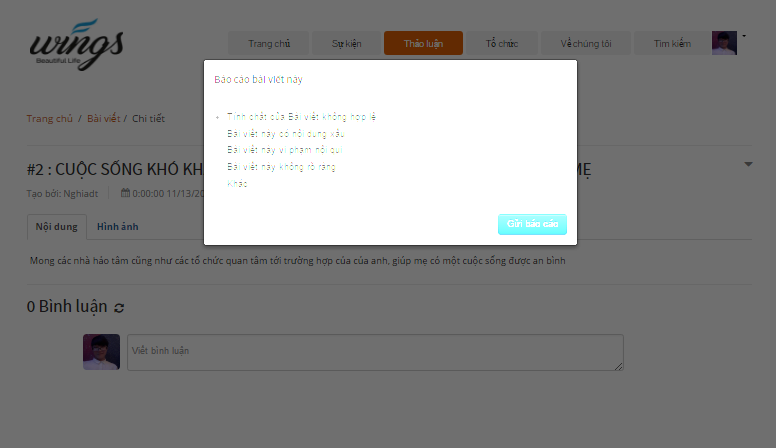 wings
Beautiful Life
Trang chủ
Sự kiện
Thảo luận
Tổ chức
Về chúng tôi
Tìm kiếm
Báo cáo bài viết này
Tính chất của Bài viết không hợp lệ
Bài viết này có nội dung xấu
Bài viết này vi phạm nội qui
Bài viết này không rõ ràng
Khác
Gửi báo cáo
Trang chủ / Bài viết / Chi tiết
#2 : CUỘC SỐNG KHÓ KH
MẸ
Tạo bởi: Nghiadt
0:00:00 11/13/20
Nội dung
Hình ảnh
Mong các nhà hảo tâm cũng như các tổ chức quan tâm tới trường hợp của của anh, giúp mẹ có một cuộc sống được an bình
0 Bình luận
Viết bình luận